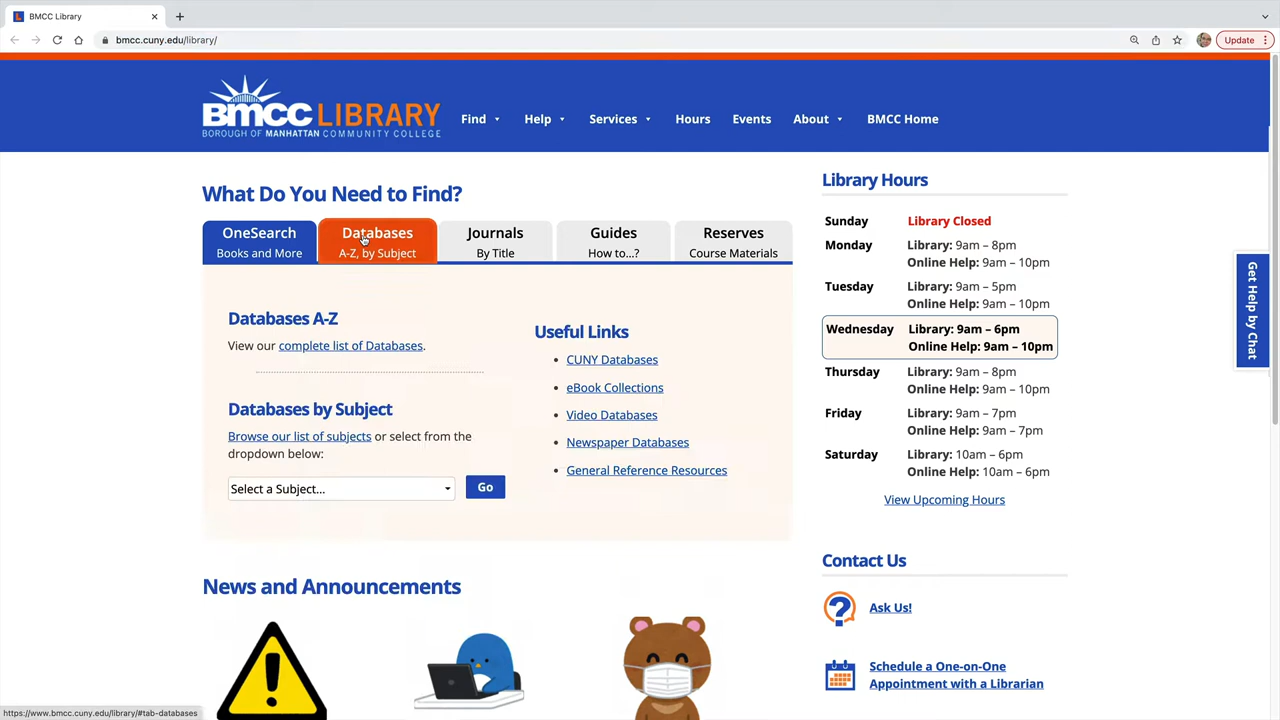 BMCC Library
bmcc.cuny.edu/library/
Update
BMCC LIBRARY
BOROUGH OF MANHATTAN COMMUNITY COLLEGE
Find Help Services Hours Events About BMCC Home
What Do You Need to Find?
OneSearch
Books and More
Databases
A-Z, by Subject
Journals
By Title
Guides
How to...?
Reserves
Course Materials
Databases A-Z
View our complete list of Databases.
Databases by Subject
Browse our list of subjects or select from the
dropdown below:
Select a Subject...
Go
Useful Links
CUNY Databases
eBook Collections
Video Databases
Newspaper Databases
General Reference Resources
Library Hours
Sunday Library Closed
Monday Library: 9am – 8pm
Online Help: 9am – 10pm
Tuesday Library: 9am – 5pm
Online Help: 9am – 10pm
Wednesday Library: 9am – 6pm
Online Help: 9am – 10pm
Thursday Library: 9am – 8pm
Online Help: 9am – 10pm
Friday Library: 9am – 7pm
Online Help: 9am – 7pm
Saturday Library: 10am – 6pm
Online Help: 10am – 6pm
View Upcoming Hours
Get Help by Chat
Contact Us
Ask Us!
Schedule a One-on-One
Appointment with a Librarian
News and Announcements
https://www.bmcc.cuny.edu/library/#tab-databases